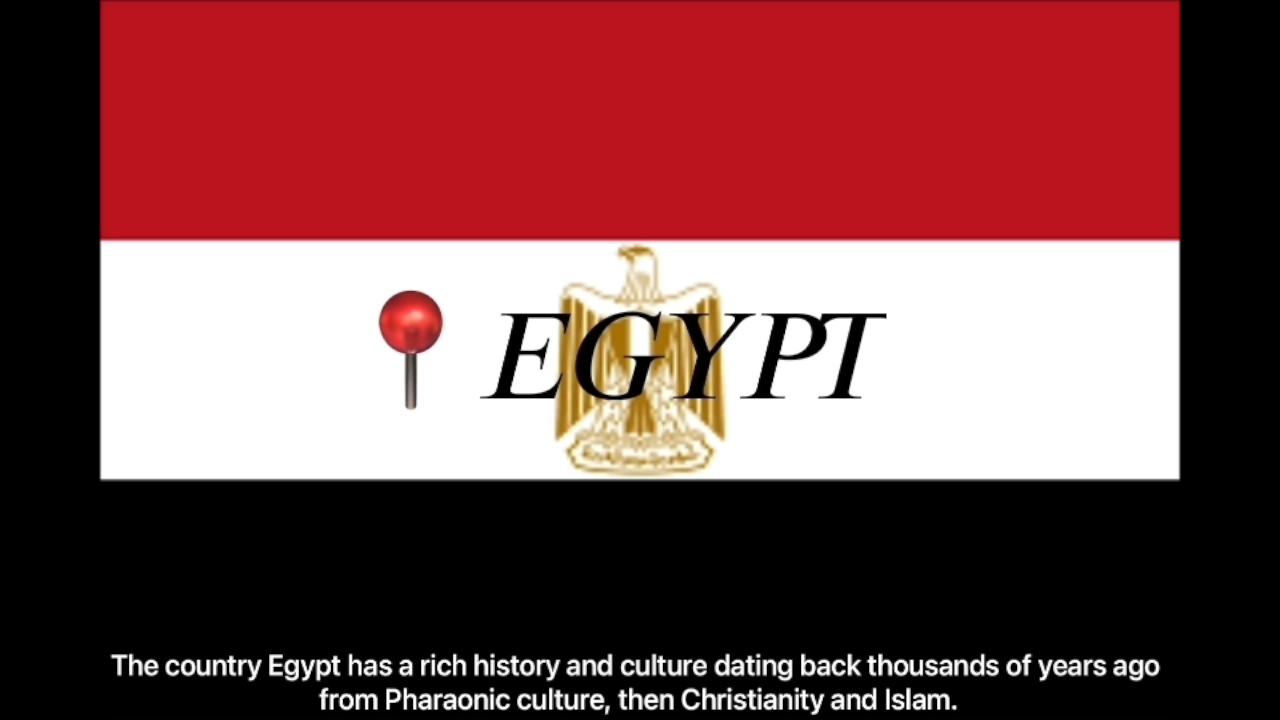 EGYPT
The country Egypt has a rich history and culture dating back thousands of years ago
from Pharaonic culture, then Christianity and Islam.